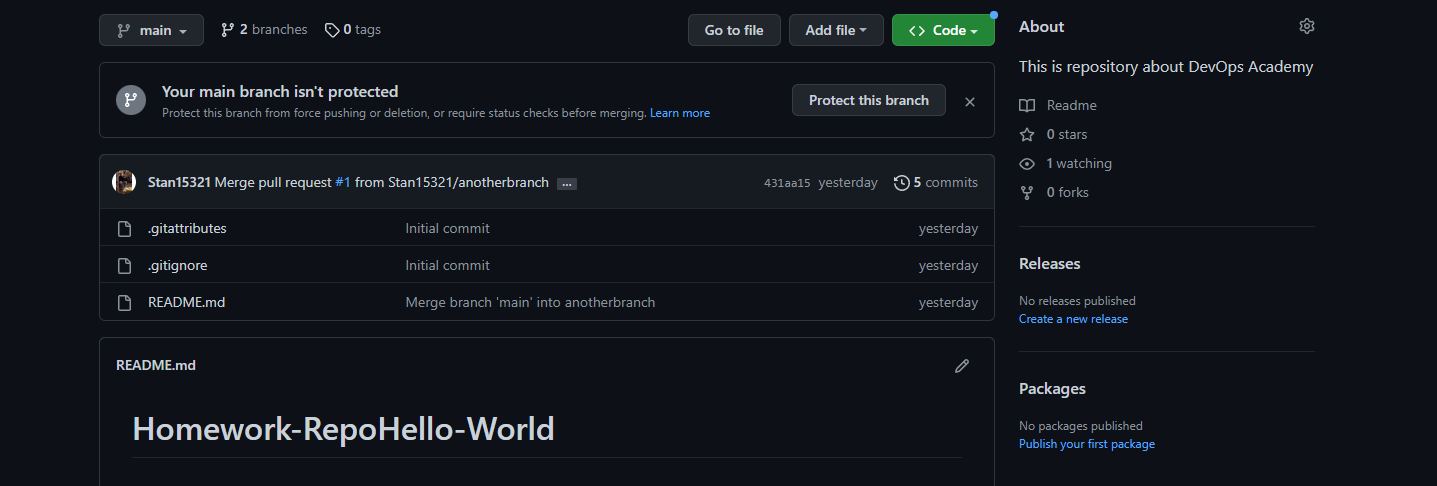 main
2 branches
0 tags
Go to file
Add file
Code
Your main branch isn't protected
Protect this branch from force pushing or deletion, or require status checks before merging. Learn more
Protect this branch
Stan15321 Merge pull request #1 from Stan15321/anotherbranch ...
431aa15 yesterday
5 commits
.gitattributes Initial commit yesterday
.gitignore Initial commit yesterday
README.md Merge branch 'main' into anotherbranch yesterday
README.md
Homework-RepoHello-World
About
This is repository about DevOps Academy
Readme
0 stars
1 watching
0 forks
Releases
No releases published
Create a new release
Packages
No packages published
Publish your first package